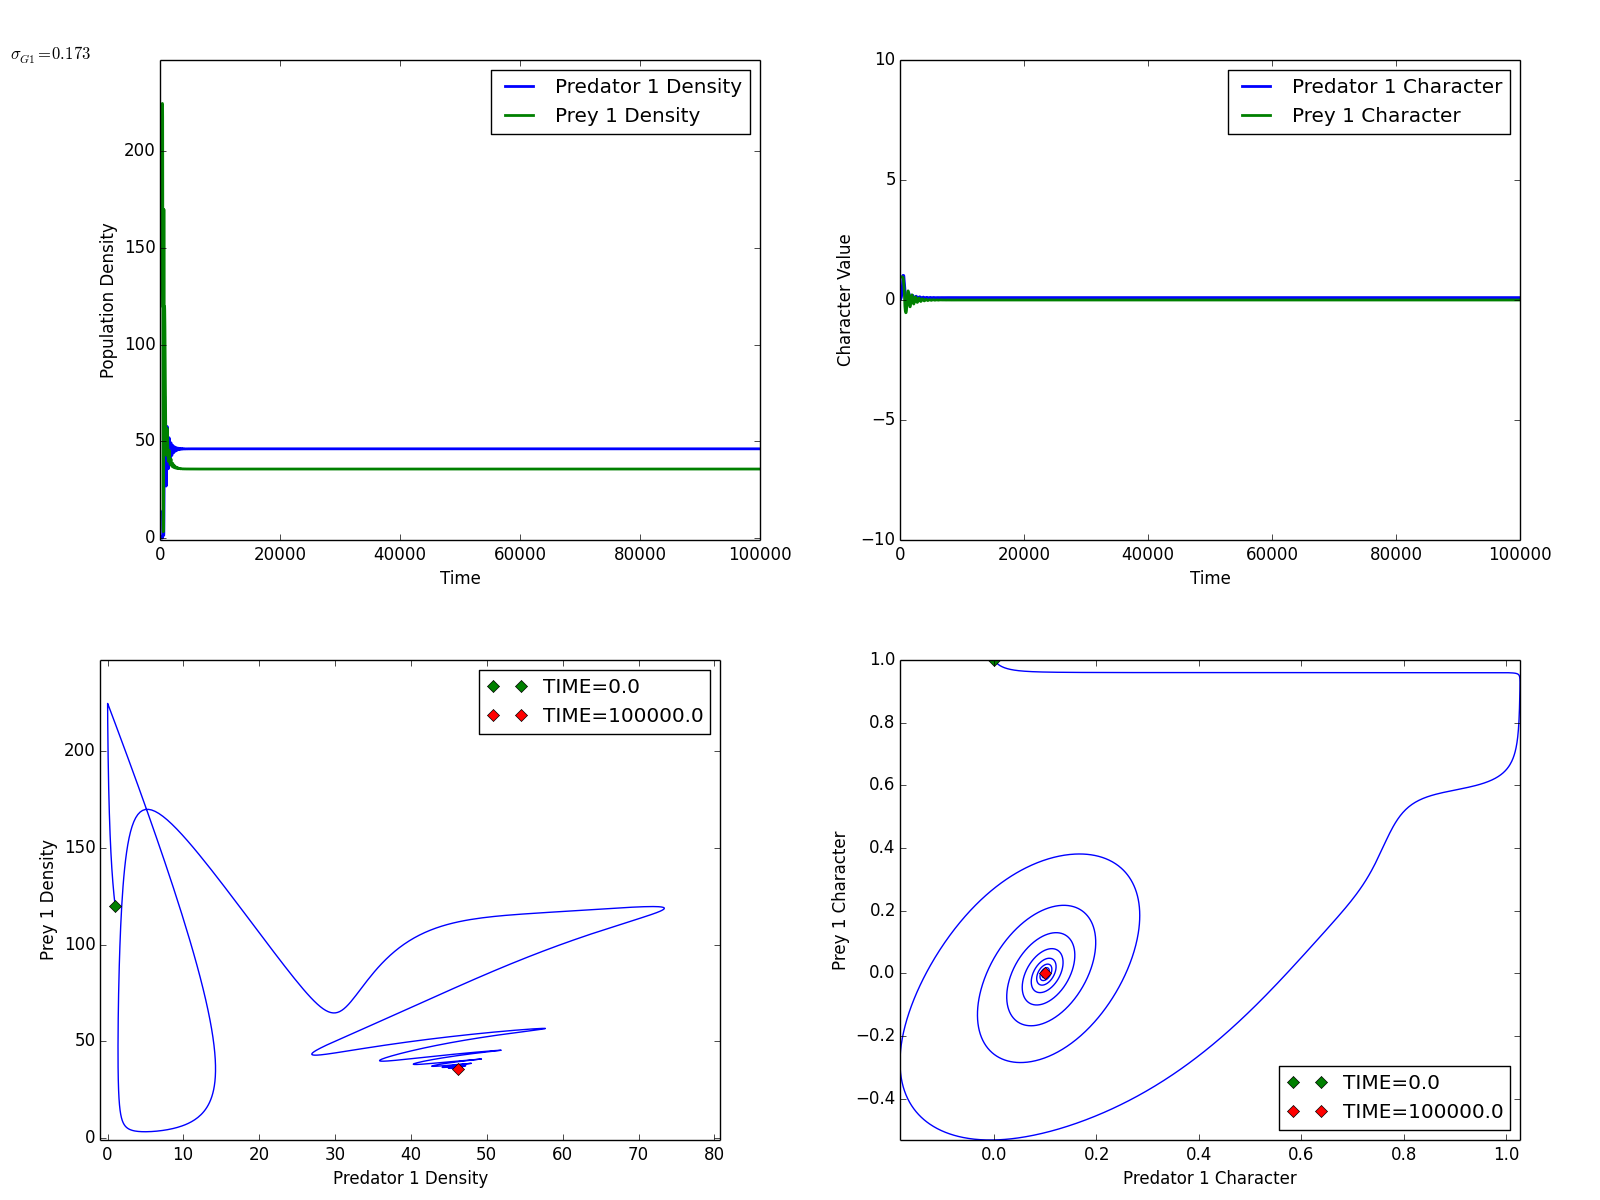 σ_{G1}=0.173
Predator 1 Density
Prey 1 Density
Population Density
200
150
100
50
0
0 20000 40000 60000 80000 100000
Time
Predator 1 Character
Prey 1 Character
Character Value
10
5
0
−5
−10
0 20000 40000 60000 80000 100000
Time
TIME=0.0
TIME=100000.0
Prey 1 Density
200
150
100
50
0
0 10 20 30 40 50 60 70 80
Predator 1 Density
Prey 1 Character
1.0
0.8
0.6
0.4
0.2
0.0
−0.2
−0.4
TIME=0.0
TIME=100000.0
0.0 0.2 0.4 0.6 0.8 1.0
Predator 1 Character